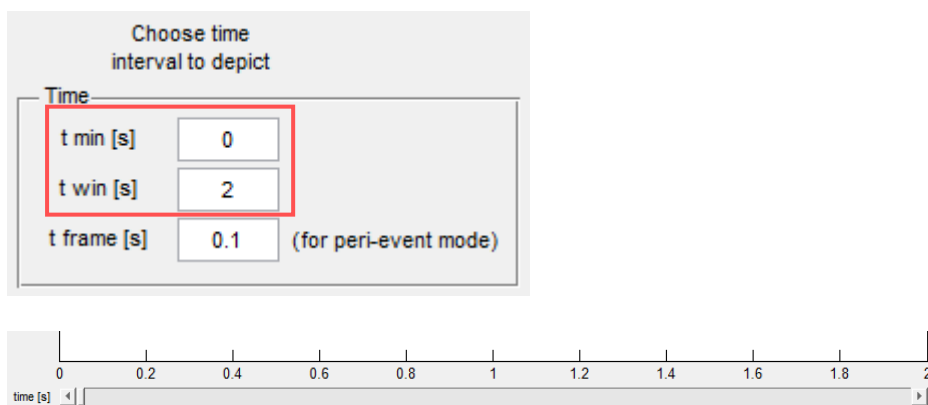 Choose time
interval to depict
Time
t min [s] 0
t win [s] 2
t frame [s] 0.1 (for peri-event mode)
0 0.2 0.4 0.6 0.8 1 1.2 1.4 1.6 1.8 2
time [s]